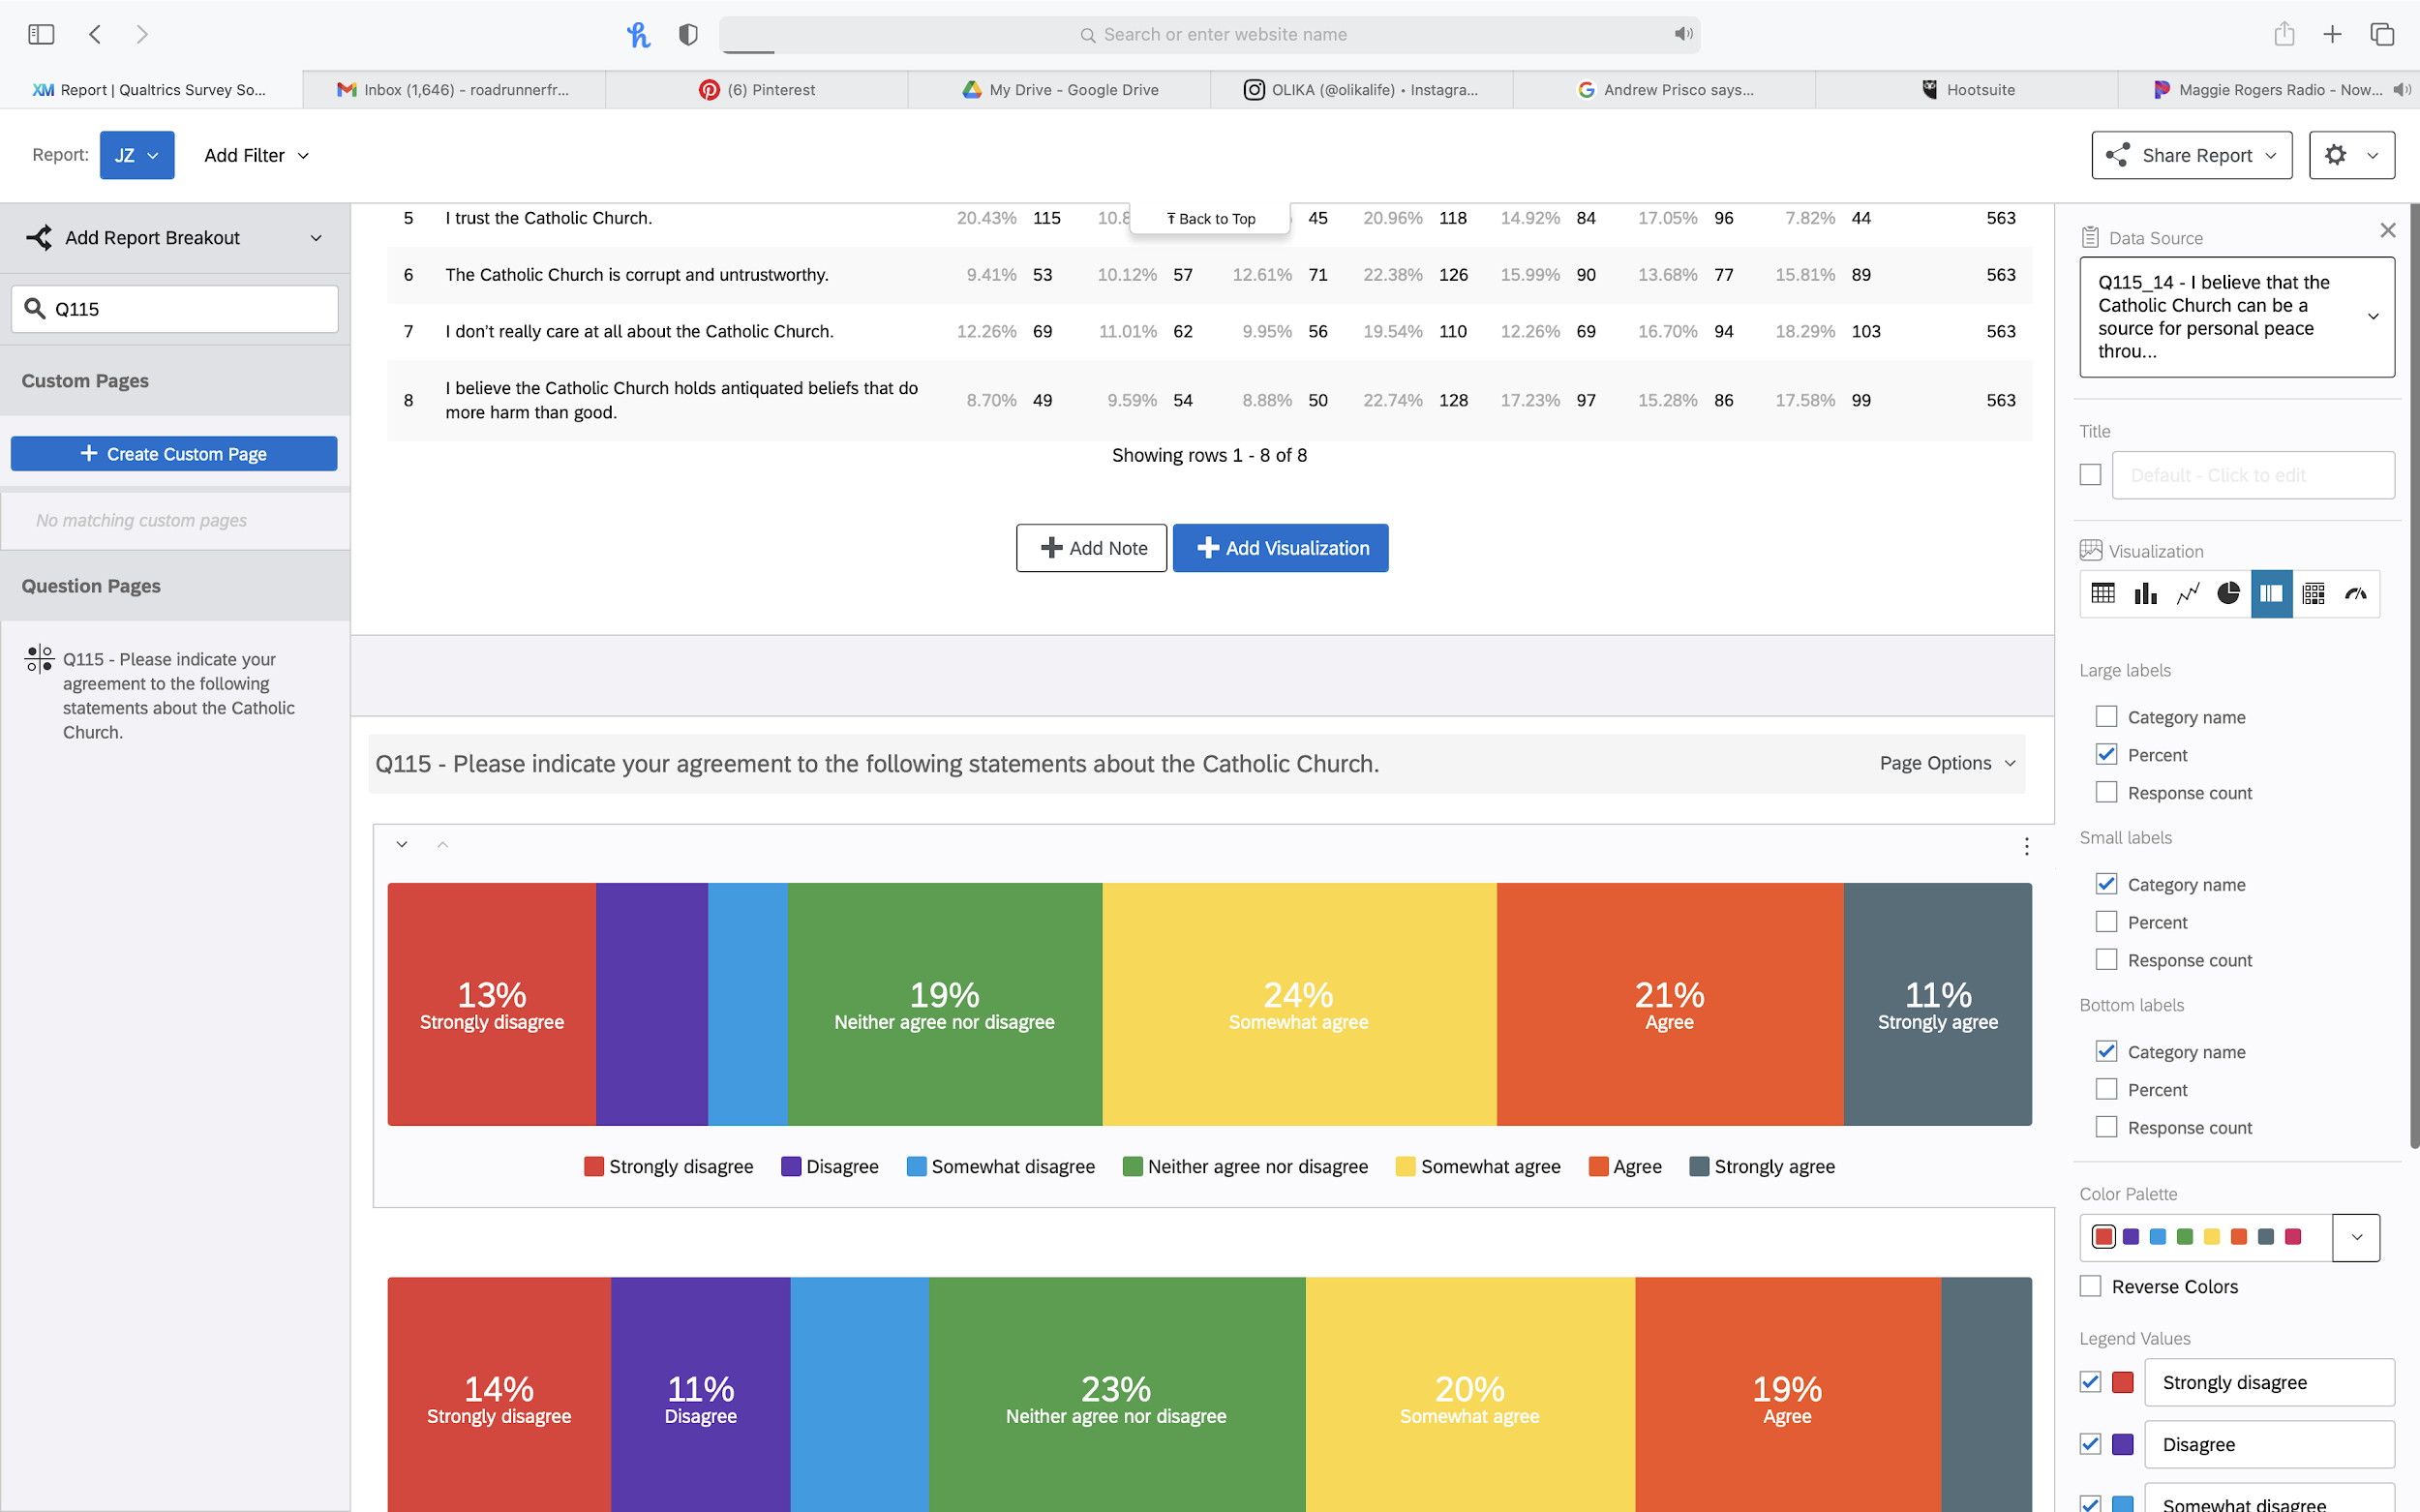 Search or enter website name
XM Report | Qualtrics Survey So...
Inbox (1,646) - roadrunnerfr...
(6) Pinterest
My Drive - Google Drive
OLIKA (@olikalife) • Instagra...
Andrew Prisco says...
Hootsuite
Maggie Rogers Radio - Now...
Report: JZ Add Filter
Share Report
Add Report Breakout
Q115
Custom Pages
+ Create Custom Page
No matching custom pages
Question Pages
Q115 - Please indicate your
agreement to the following
statements about the Catholic
Church.
5 I trust the Catholic Church. 20.43% 115 10.8 45 20.96% 118 14.92% 84 17.05% 96 7.82% 44 563
Back to Top
6 The Catholic Church is corrupt and untrustworthy. 9.41% 53 10.12% 57 12.61% 71 22.38% 126 15.99% 90 13.68% 77 15.81% 89 563
7 I don’t really care at all about the Catholic Church. 12.26% 69 11.01% 62 9.95% 56 19.54% 110 12.26% 69 16.70% 94 18.29% 103 563
8 I believe the Catholic Church holds antiquated beliefs that do
more harm than good. 8.70% 49 9.59% 54 8.88% 50 22.74% 128 17.23% 97 15.28% 86 17.58% 99 563
Showing rows 1 - 8 of 8
Add Note
Add Visualization
Q115 - Please indicate your agreement to the following statements about the Catholic Church.
Page Options
13% 19% 24% 21% 11%
Strongly disagree Neither agree nor disagree Somewhat agree Agree Strongly agree
Strongly disagree Disagree Somewhat disagree Neither agree nor disagree Somewhat agree Agree Strongly agree
14% 11% 23% 20% 19%
Strongly disagree Disagree Neither agree nor disagree Somewhat agree Agree
Data Source
Q115_14 - I believe that the
Catholic Church can be a
source for personal peace
throu...
Title
Default - Click to edit
Visualization
Large labels
Category name
Percent
Response count
Small labels
Category name
Percent
Response count
Bottom labels
Category name
Percent
Response count
Color Palette
Reverse Colors
Legend Values
Strongly disagree
Disagree
Somewhat disagree